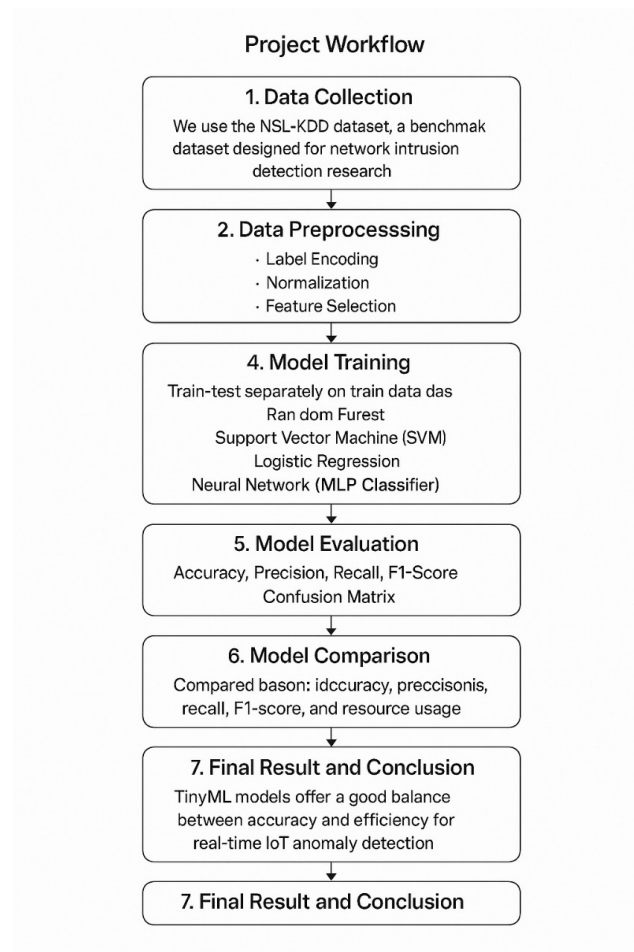 Project Workflow
1. Data Collection
We use the NSL-KDD dataset, a benchmak
dataset designed for network intrusion
detection research
2. Data Preprocesssing
· Label Encoding
· Normalization
· Feature Selection
4. Model Training
Train-test separately on train data das
Ran dom Furest
Support Vector Machine (SVM)
Logistic Regression
Neural Network (MLP Classifier)
5. Model Evaluation
Accuracy, Precision, Recall, F1-Score
Confusion Matrix
6. Model Comparison
Compared bason: idccuracy, preccisonis,
recall, F1-score, and resource usage
7. Final Result and Conclusion
TinyML models offer a good balance
between accuracy and efficiency for
real-time IoT anomaly detection
7. Final Result and Conclusion